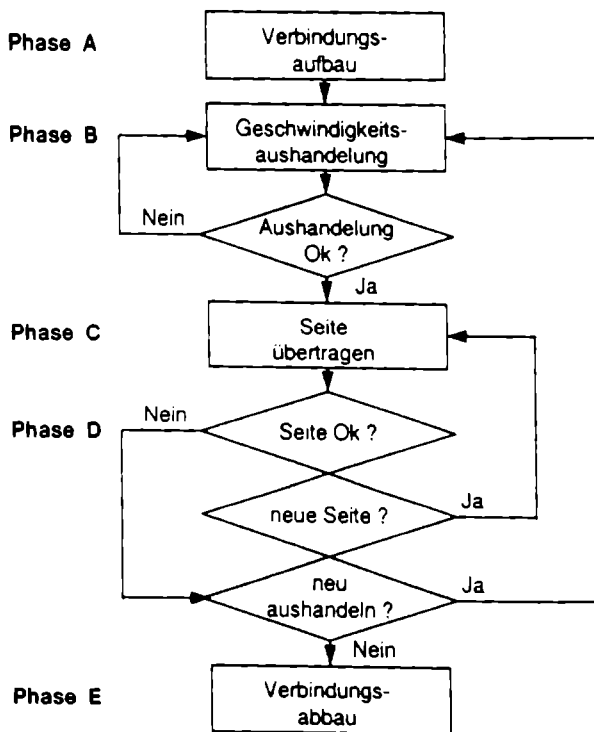 Phase A
Verbindungs-
aufbau
Phase B
Geschwindigkeits-
aushandelung
Nein
Aushandelung
Ok ?
Ja
Phase C
Seite
übertragen
Nein
Phase D
Seite Ok ?
Ja
neue Seite ?
neu
aushandeln ?
Ja
Nein
Phase E
Verbindungs-
abbau